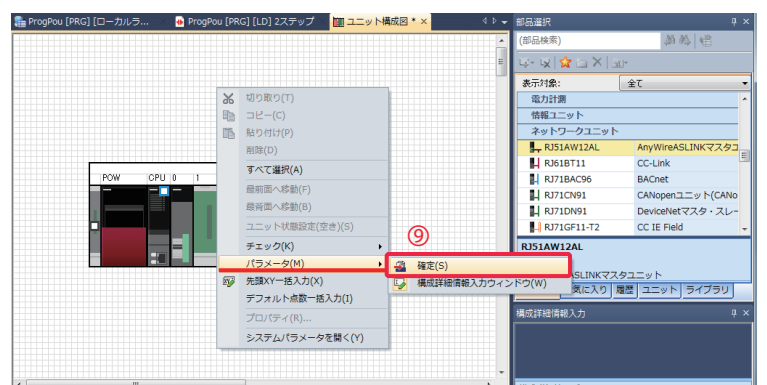 ProgPou [PRG] [ローカルラ...
ProgPou [PRG] [LD] 2ステップ
ユニット構成図 * ×
部品選択
(部品検索)
表示対象:
全て
電力計測
情報ユニット
ネットワークユニット
RJ51AW12AL
AnyWireASLINKマスタユ
RJ61BT11
CC-Link
RJ71BAC96
BACnet
RJ71CN91
CANopenユニット(CANo
RJ71DN91
DeviceNetマスタ・スレー
RJ71GF11-T2
CC IE Field
RJ51AW12AL
SLINKマスタユニット
気に入り
履歴
ユニット
ライブラリ
構成詳細情報入力
POW
CPU
0
1
切り取り(T)
コピー(C)
貼り付け(P)
削除(D)
すべて選択(A)
最前面へ移動(F)
最背面へ移動(B)
ユニット状態設定(空き)(S)
チェック(K)
パラメータ(M)
先頭XY一括入力(X)
デフォルト点数一括入力(I)
プロパティ(R)...
システムパラメータを開く(Y)
⑨
確定(S)
構成詳細情報入力ウィンドウ(W)